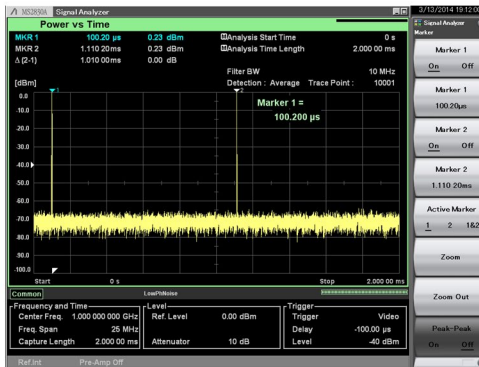 MS2830A Signal Analyzer
3/13/2014 19:12:00
Power vs Time
MKR 1 100.20 µs 0.23 dBm
Analysis Start Time 0 s
MKR 2 1.110 20ms 0.23 dBm
Analysis Time Length 2.000 00 ms
Δ (2-1) 1.010 00ms 0.00 dB
Filter BW 10 MHz
[dBm]
Detection : Average Trace Point : 10001
1
2
Marker 1 =
100.200 µs
0.0
-10.0
-20.0
-30.0
-40.0
-50.0
-60.0
-70.0
-80.0
-90.0
-100.0
Start 0 s
Stop 2.000 00 ms
Common
LowPhNoise
Frequency and Time
Center Freq. 1.000 000 000 GHz
Freq. Span 25 MHz
Capture Length 2.000 00 ms
Level
Ref. Level 0.00 dBm
Attenuator 10 dB
Trigger
Trigger Video
Delay -100.00 µs
Level -40 dBm
Ref.Int Pre-Amp Off
Signal Analyzer
Marker
Marker 1
On Off
Marker 1
100.20µs
Marker 2
On Off
Marker 2
1.110 20ms
Active Marker
1 2 1&2
Zoom
Zoom Out
Peak-Peak
On Off